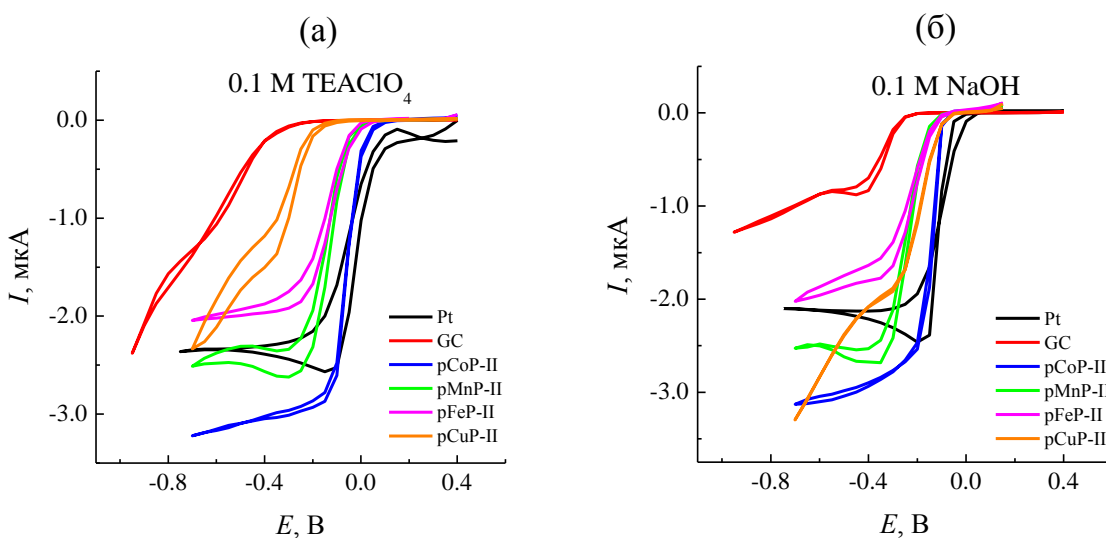 (а)
0.1 M TEAClO4
0.0
-1.0
-2.0
-3.0
I, мкА
Pt
GC
pCoP-II
pMnP-II
pFeP-II
pCuP-II
-0.8 -0.4 0.0 0.4
E, В
(б)
0.1 M NaOH
0.0
-1.0
-2.0
-3.0
I, мкА
Pt
GC
pCoP-II
pMnP-II
pFeP-II
pCuP-II
-0.8 -0.4 0.0 0.4
E, В